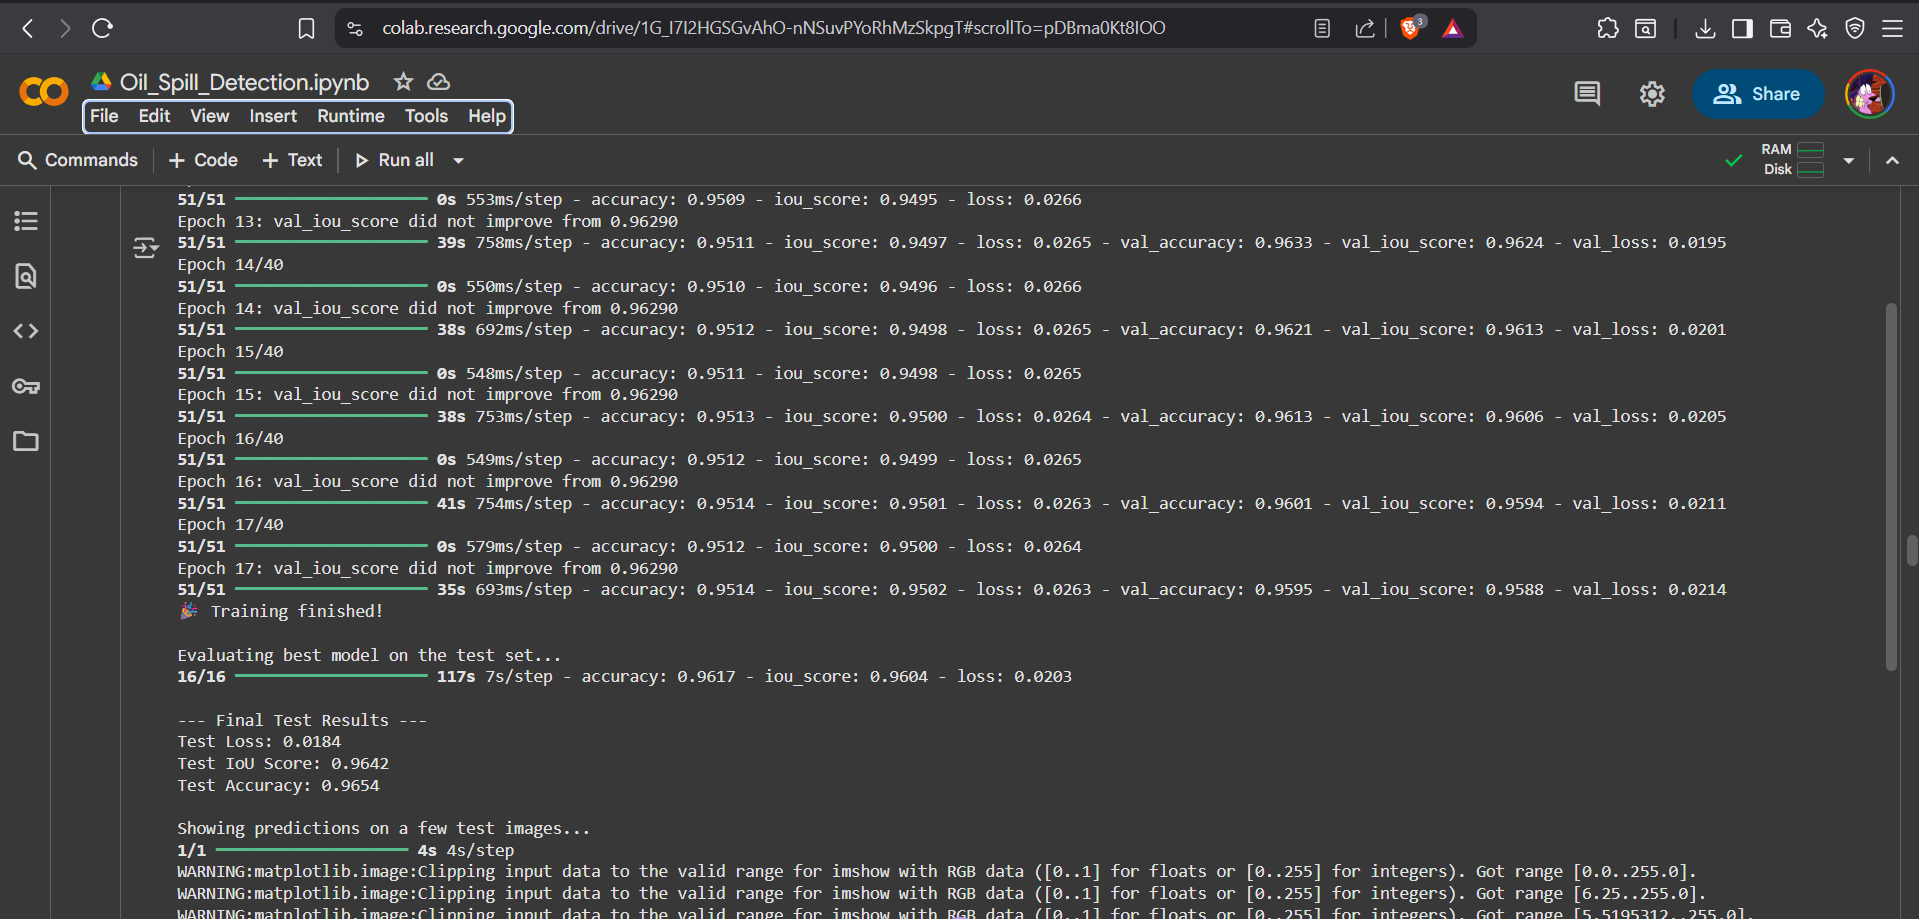 colab.research.google.com/drive/1G_l7I2HGSGvAhO-nNSuvPYoRhMzSkpgT#scrollTo=pDBma0Kt8IOO
3
Oil_Spill_Detection.ipynb
File Edit View Insert Runtime Tools Help
Share
Commands + Code + Text Run all
RAM
Disk
51/51 0s 553ms/step - accuracy: 0.9509 - iou_score: 0.9495 - loss: 0.0266
Epoch 13: val_iou_score did not improve from 0.96290
51/51 39s 758ms/step - accuracy: 0.9511 - iou_score: 0.9497 - loss: 0.0265 - val_accuracy: 0.9633 - val_iou_score: 0.9624 - val_loss: 0.0195
Epoch 14/40
51/51 0s 550ms/step - accuracy: 0.9510 - iou_score: 0.9496 - loss: 0.0266
Epoch 14: val_iou_score did not improve from 0.96290
51/51 38s 692ms/step - accuracy: 0.9512 - iou_score: 0.9498 - loss: 0.0265 - val_accuracy: 0.9621 - val_iou_score: 0.9613 - val_loss: 0.0201
Epoch 15/40
51/51 0s 548ms/step - accuracy: 0.9511 - iou_score: 0.9498 - loss: 0.0265
Epoch 15: val_iou_score did not improve from 0.96290
51/51 38s 753ms/step - accuracy: 0.9513 - iou_score: 0.9500 - loss: 0.0264 - val_accuracy: 0.9613 - val_iou_score: 0.9606 - val_loss: 0.0205
Epoch 16/40
51/51 0s 549ms/step - accuracy: 0.9512 - iou_score: 0.9499 - loss: 0.0265
Epoch 16: val_iou_score did not improve from 0.96290
51/51 41s 754ms/step - accuracy: 0.9514 - iou_score: 0.9501 - loss: 0.0263 - val_accuracy: 0.9601 - val_iou_score: 0.9594 - val_loss: 0.0211
Epoch 17/40
51/51 0s 579ms/step - accuracy: 0.9512 - iou_score: 0.9500 - loss: 0.0264
Epoch 17: val_iou_score did not improve from 0.96290
51/51 35s 693ms/step - accuracy: 0.9514 - iou_score: 0.9502 - loss: 0.0263 - val_accuracy: 0.9595 - val_iou_score: 0.9588 - val_loss: 0.0214
🎉 Training finished!
Evaluating best model on the test set...
16/16 117s 7s/step - accuracy: 0.9617 - iou_score: 0.9604 - loss: 0.0203
--- Final Test Results ---
Test Loss: 0.0184
Test IoU Score: 0.9642
Test Accuracy: 0.9654
Showing predictions on a few test images...
1/1 4s 4s/step
WARNING:matplotlib.image:Clipping input data to the valid range for imshow with RGB data ([0..1] for floats or [0..255] for integers). Got range [0.0..255.0].
WARNING:matplotlib.image:Clipping input data to the valid range for imshow with RGB data ([0..1] for floats or [0..255] for integers). Got range [6.25..255.0].
WARNING:matplotlib.image:Clipping input data to the valid range for imshow with RGB data ([0..1] for floats or [0..255] for integers). Got range [5.5195312..255.0].